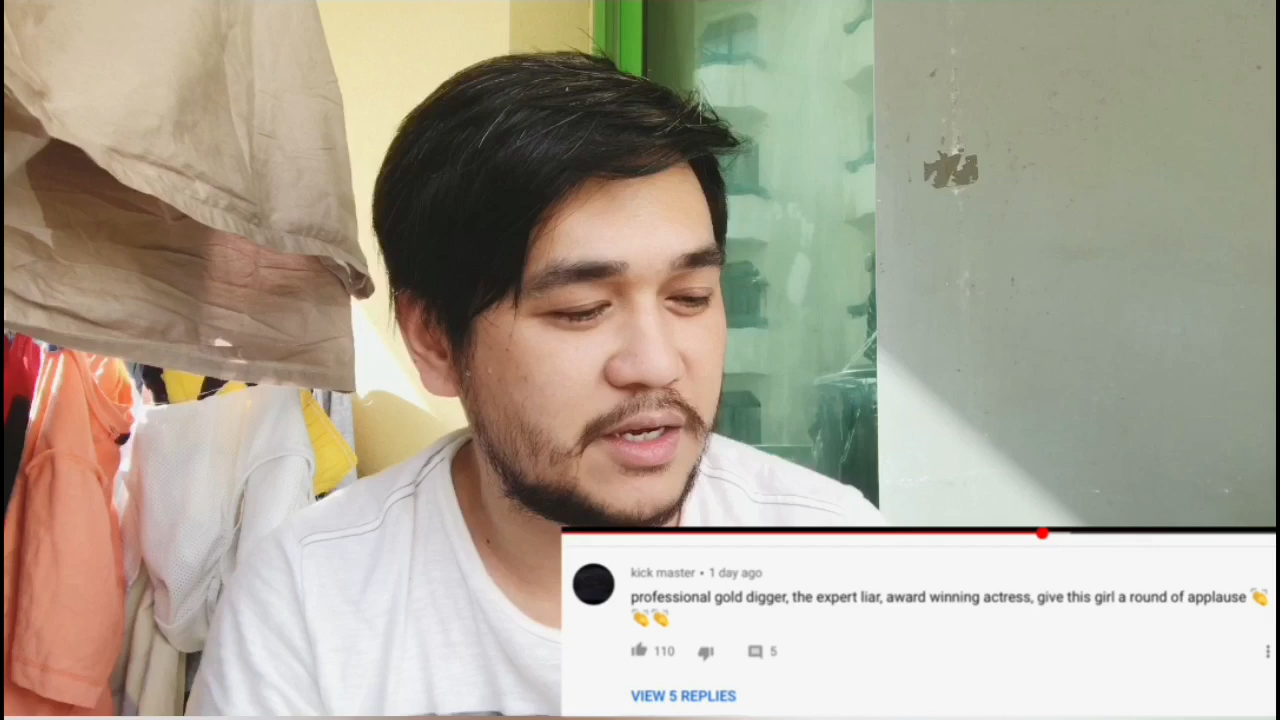 kick master • 1 day ago
professional gold digger, the expert liar, award winning actress, give this girl a round of applause 👏
👏👏
110
5
VIEW 5 REPLIES